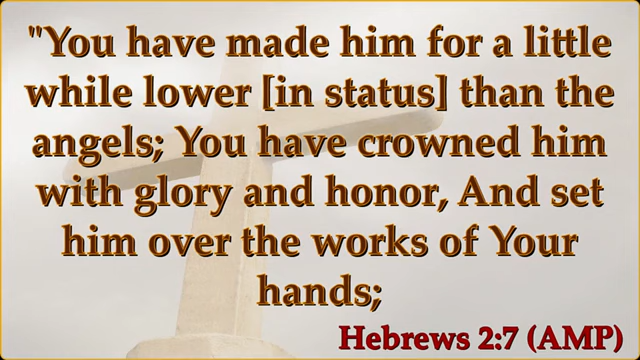 "You have made him for a little
while lower [in status] than the
angels; You have crowned him
with glory and honor, And set
him over the works of Your
hands;
Hebrews 2:7 (AMP)